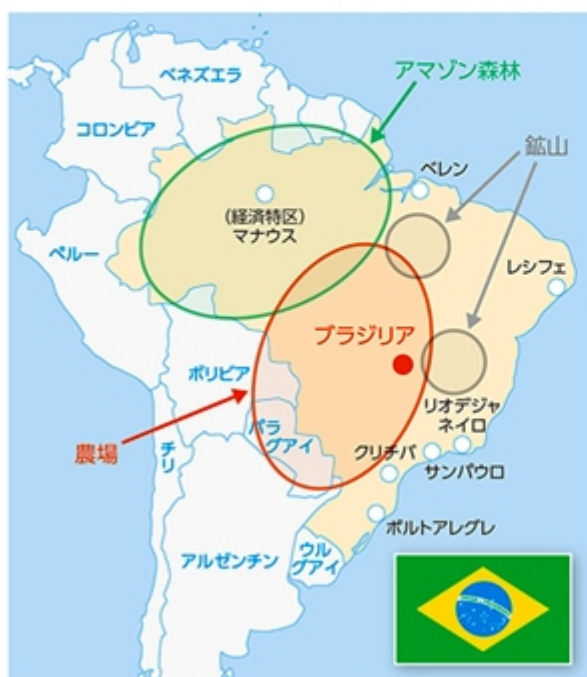 ベネズエラ
アマゾン森林
コロンビア
鉱山
ベレン
(経済特区)
マナウス
ペルー
レシフェ
ブラジリア
ボリビア
リオデジャ
ネイロ
パラ
グアイ
農場
チリ
クリチバ
サンパウロ
ポルトアレグレ
アルゼンチン
ウル
グアイ